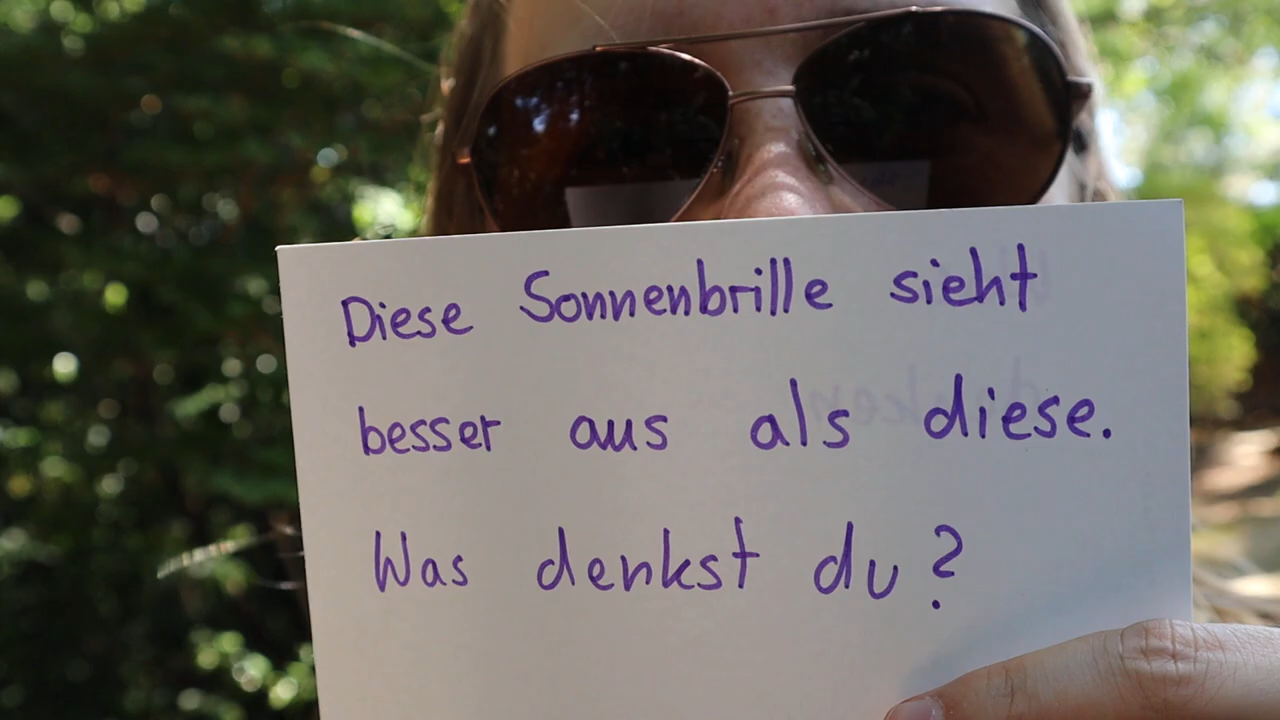 Diese Sonnenbrille sieht
besser aus als diese.
Was denkst du?